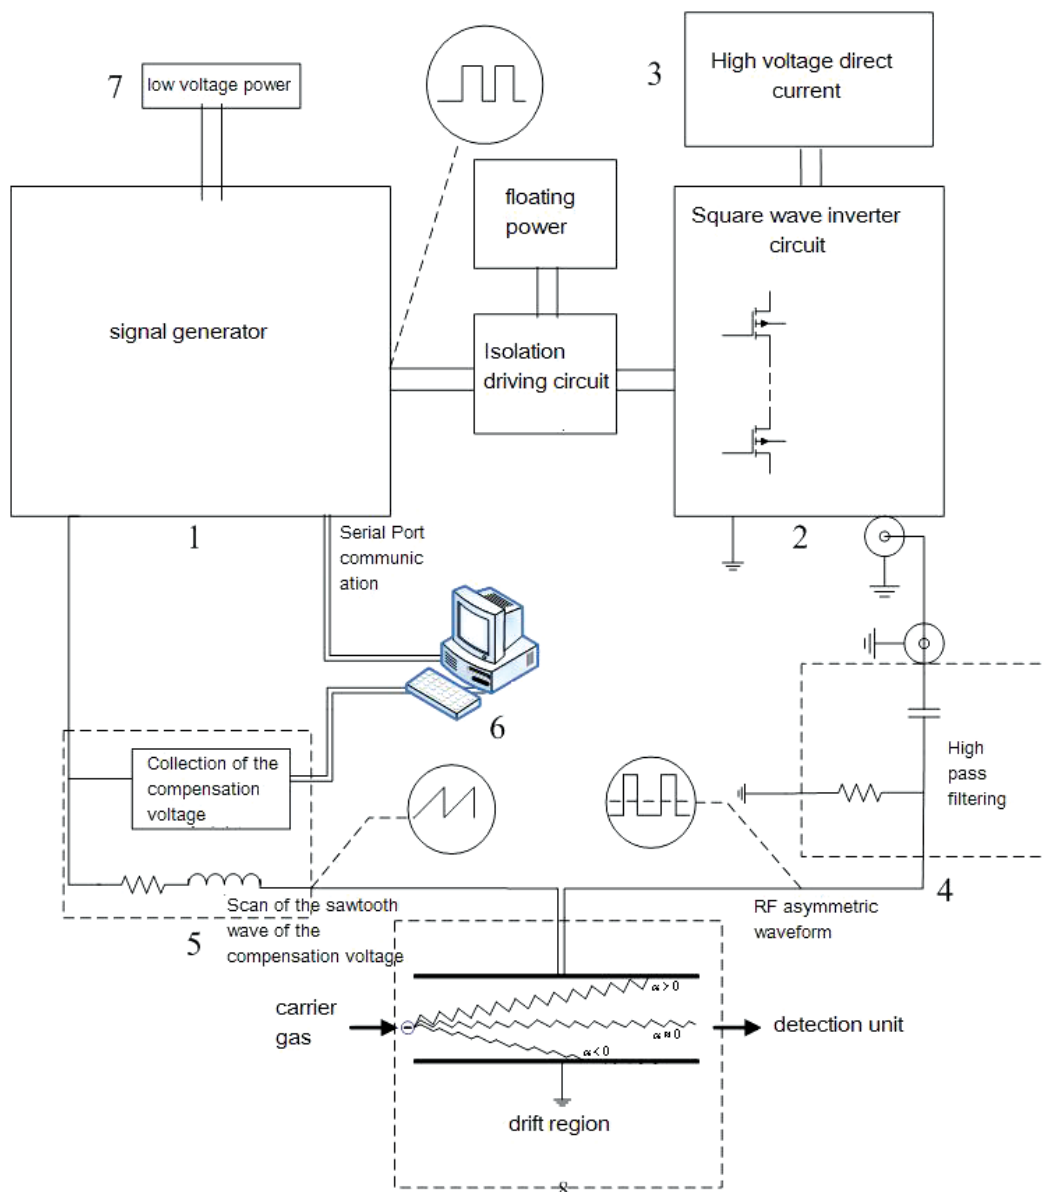 7
low voltage power
3
High voltage direct
current
floating
power
Square wave inverter
circuit
signal generator
Isolation
driving circuit
1
Serial Port
communic
ation
2
6
Collection of the
compensation
voltage
High
pass
filtering
4
5
Scan of the sawtooth
wave of the
compensation voltage
RF asymmetric
waveform
carrier
gas
α > 0
α ≈ 0
α < 0
detection unit
drift region
8